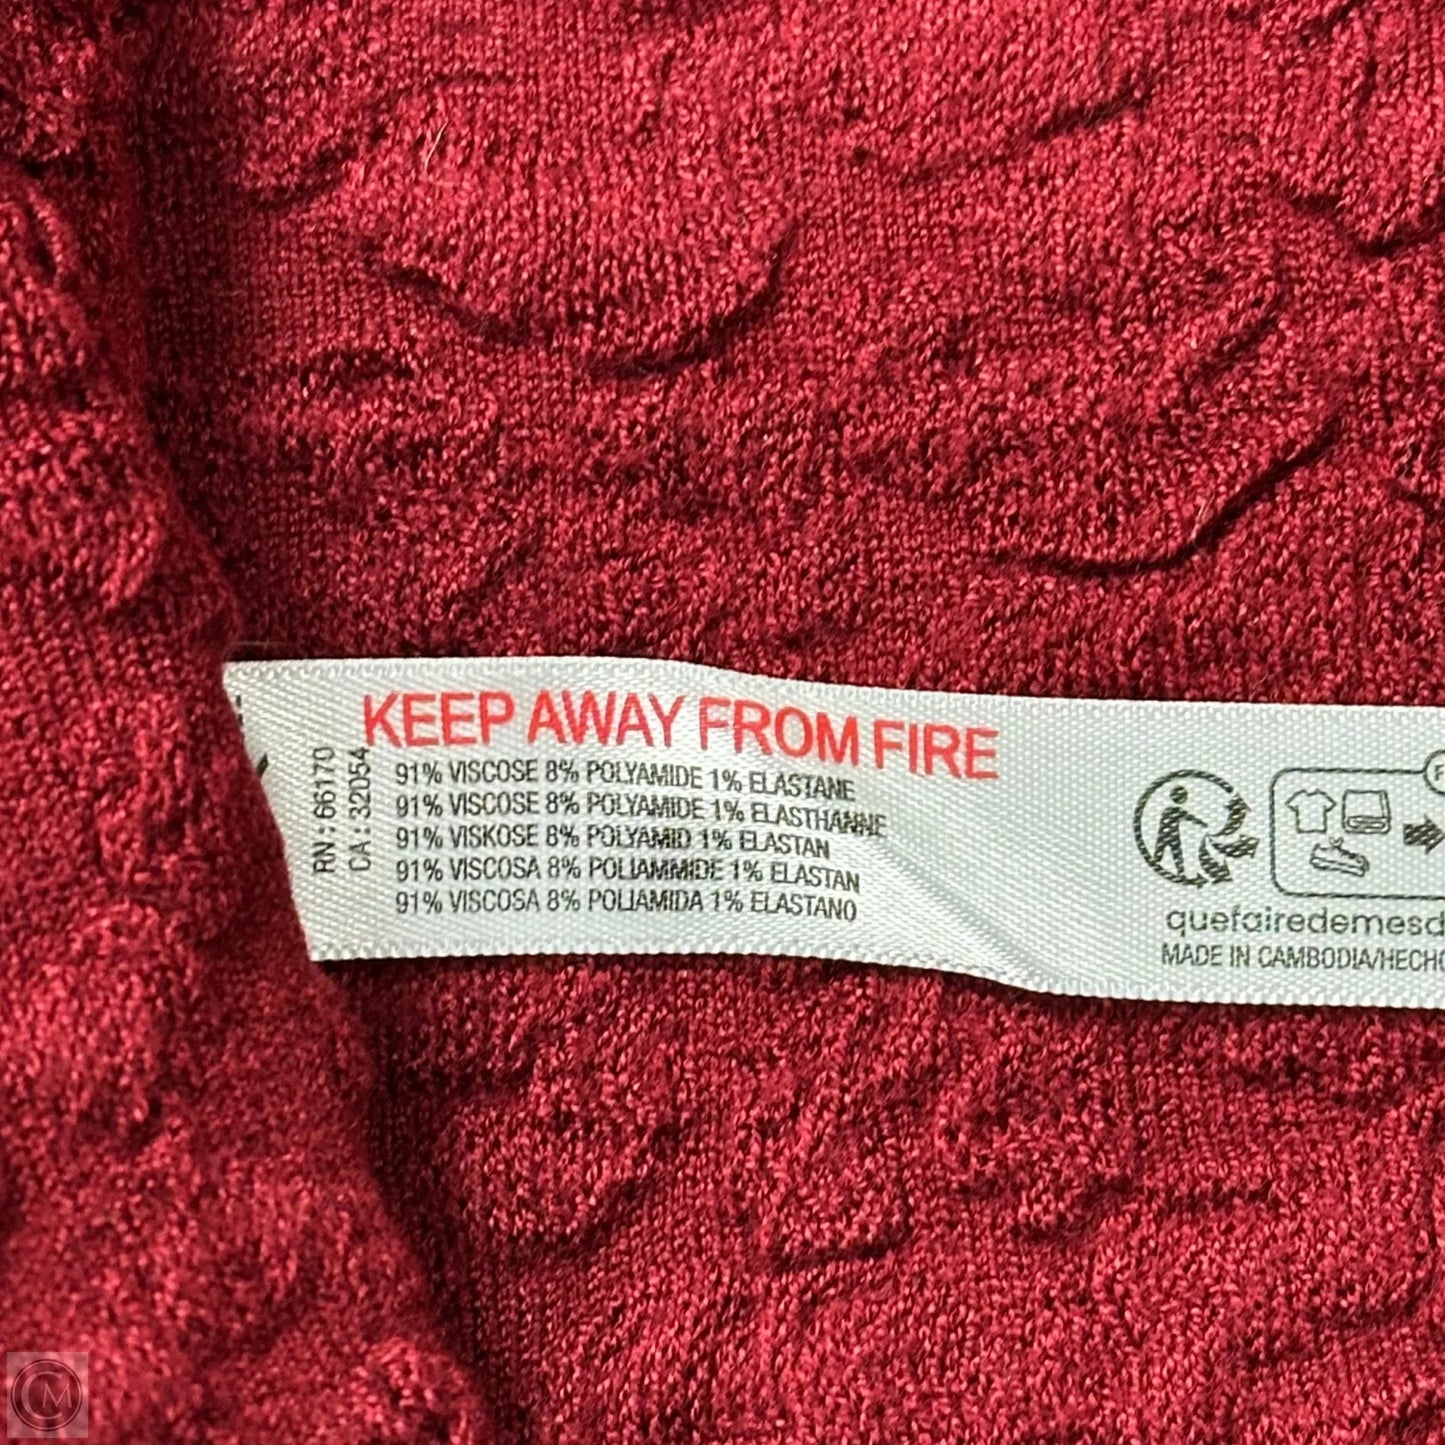 KEEP AWAY FROM FIRE
RN: 66170
CA: 32054
91% VISCOSE 8% POLYAMIDE 1% ELASTANE
91% VISCOSE 8% POLYAMIDE 1% ELASTHANNE
91% VISKOSE 8% POLYAMID 1% ELASTAN
91% VISCOSA 8% POLIAMMIDE 1% ELASTAN
91% VISCOSA 8% POLIAMIDA 1% ELASTANO
quefairedemesd
MADE IN CAMBODIA/HECHO
CM